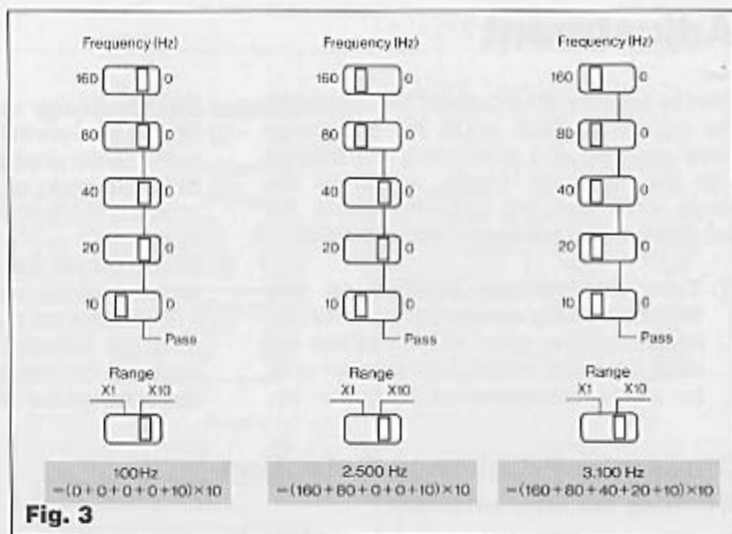 Frequency (Hz)
160 0
80 0
40 0
20 0
10 0
Pass
Range
X1 X10
100Hz
=(0+0+0+0+10)×10
Frequency (Hz)
160 0
80 0
40 0
20 0
10 0
Pass
Range
X1 X10
2.500 Hz
=(160+80+0+0+10)×10
Frequency (Hz)
160 0
80 0
40 0
20 0
10 0
Pass
Range
X1 X10
3.100 Hz
=(160+80+40+20+10)×10
Fig. 3